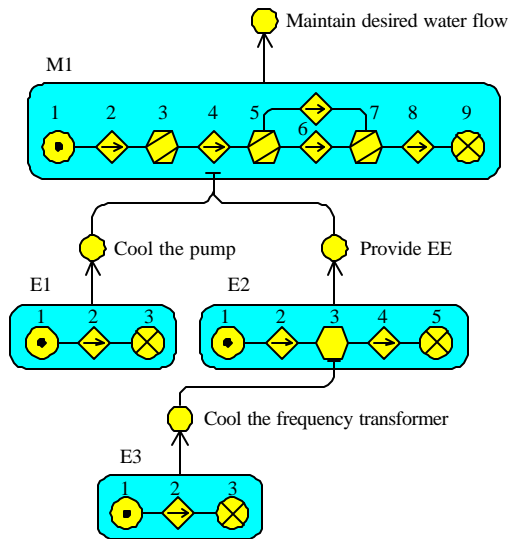 Maintain desired water flow
M1
1 2 3 4 5 6 7 8 9
Cool the pump
Provide EE
E1
E2
1 2 3
1 2 3 4 5
Cool the frequency transformer
E3
1 2 3